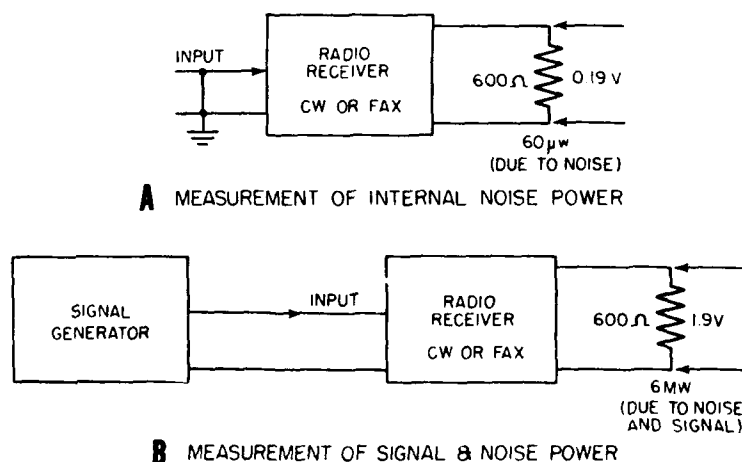 INPUT
RADIO
RECEIVER
CW OR FAX
600Ω
0.19 V
60μw
(DUE TO NOISE)
A MEASUREMENT OF INTERNAL NOISE POWER
SIGNAL
GENERATOR
INPUT
RADIO
RECEIVER
CW OR FAX
600Ω
1.9V
6MW
(DUE TO NOISE
AND SIGNAL)
B MEASUREMENT OF SIGNAL & NOISE POWER